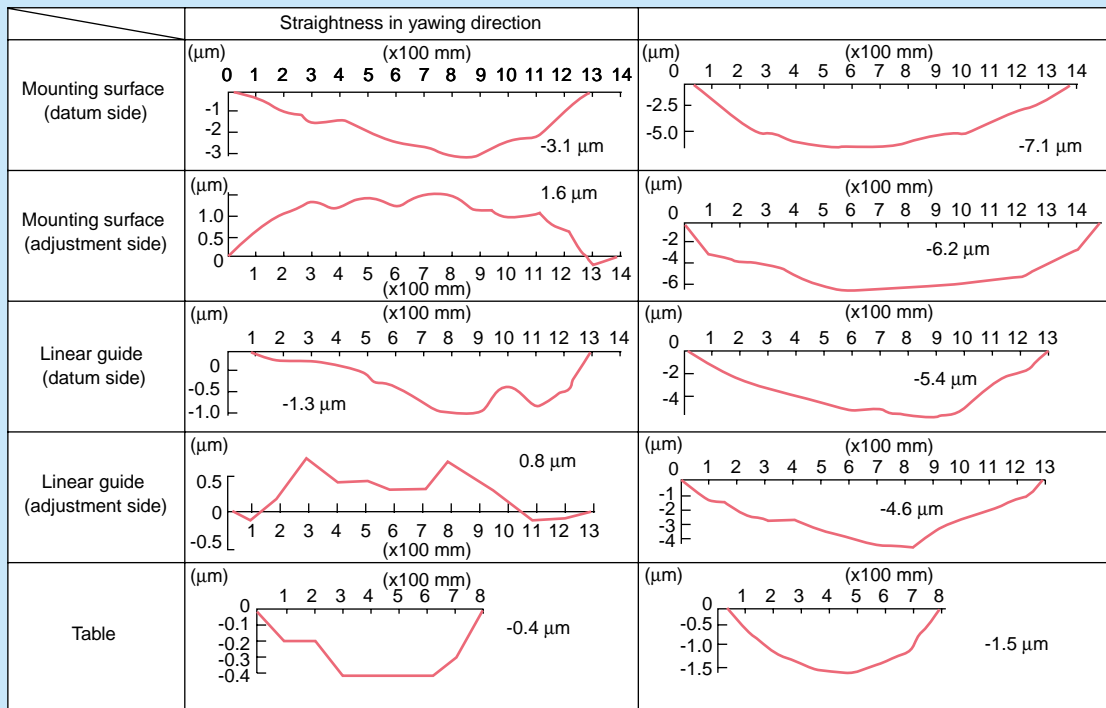 Straightness in yawing direction
Mounting surface
(datum side)
(μm)
(x100 mm)
0 1 2 3 4 5 6 7 8 9 10 11 12 13 14
-1
-2
-3
-3.1 μm
(x100 mm)
0
1 2 3 4 5 6 7 8 9 10 11 12 13 14
-2.5
-5.0
-7.1 μm
Mounting surface
(adjustment side)
(μm)
1.0
0.5
0
1.6 μm
1 2 3 4 5 6 7 8 9 10 11 12 13 14
(x100 mm)
(μm)
(x100 mm)
0
1 2 3 4 5 6 7 8 9 10 11 12 13 14
-2
-4
-6
-6.2 μm
Linear guide
(datum side)
(μm)
(x100 mm)
1 2 3 4 5 6 7 8 9 10 11 12 13 14
0
-0.5
-1.0
-1.3 μm
(μm)
(x100 mm)
0 1 2 3 4 5 6 7 8 9 10 11 12 13
-2
-4
-5.4 μm
Linear guide
(adjustment side)
(μm)
0.5
0
-0.5
0.8 μm
1 2 3 4 5 6 7 8 9 10 11 12 13
(x100 mm)
(μm)
(x100 mm)
0 1 2 3 4 5 6 7 8 9 10 11 12 13
-1
-2
-3
-4
-4.6 μm
Table
(μm)
(x100 mm)
1 2 3 4 5 6 7 8
0
-0.1
-0.2
-0.3
-0.4
-0.4 μm
(μm)
(x100 mm)
1 2 3 4 5 6 7 8
0
-0.5
-1.0
-1.5
-1.5 μm